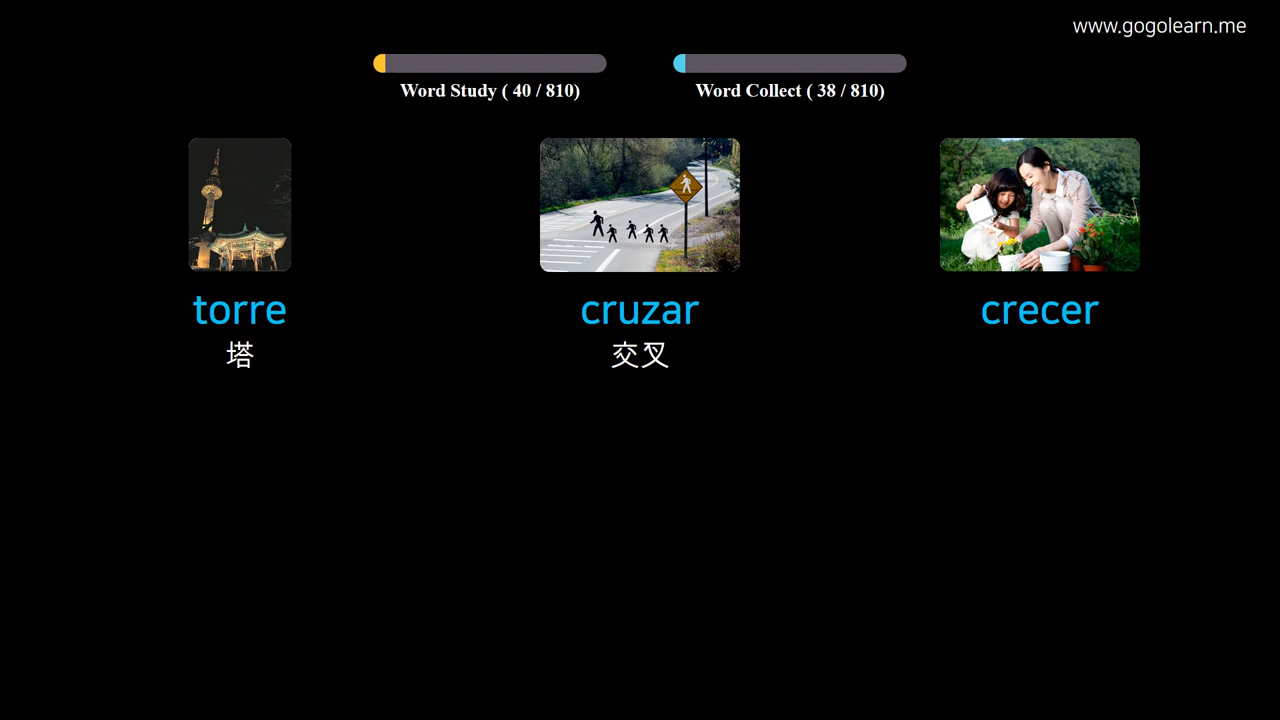 www.gogolearn.me
Word Study ( 40 / 810)
Word Collect ( 38 / 810)
torre
cruzar
crecer
塔
交叉